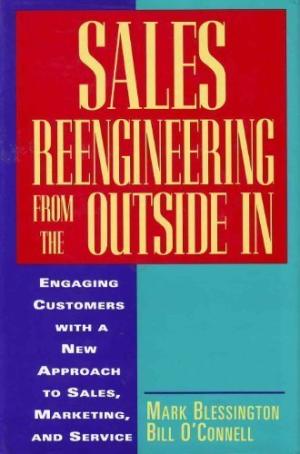 SALES
REENGINEERING
FROM THE OUTSIDE IN
ENGAGING
CUSTOMERS
WITH A
NEW
APPROACH
TO SALES,
MARKETING,
AND SERVICE
MARK BLESSINGTON
BILL O'CONNELL